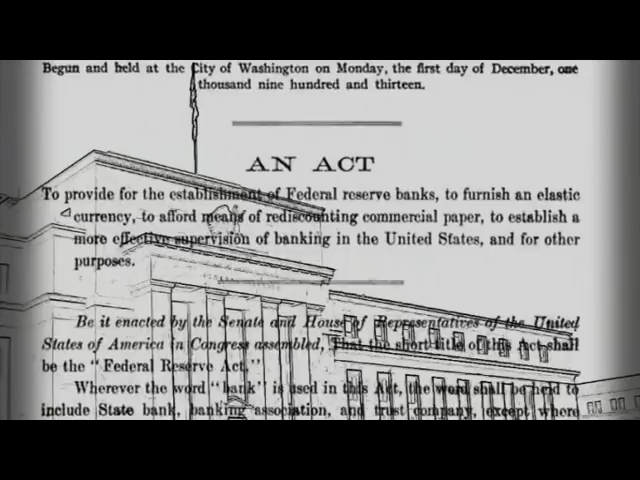 Begun and held at the City of Washington on Monday, the first day of December, one
thousand nine hundred and thirteen.
AN ACT
To provide for the establishment of Federal reserve banks, to furnish an elastic
currency, to afford means of rediscounting commercial paper, to establish a
more effective supervision of banking in the United States, and for other
purposes.
Be it enacted by the Senate and House of Representatives of the United
States of America in Congress assembled, That the short title of this Act shall
be the "Federal Reserve Act."
Wherever the word "bank" is used in this Act, the word shall be held to
include State bank, banking association, and trust company, except where